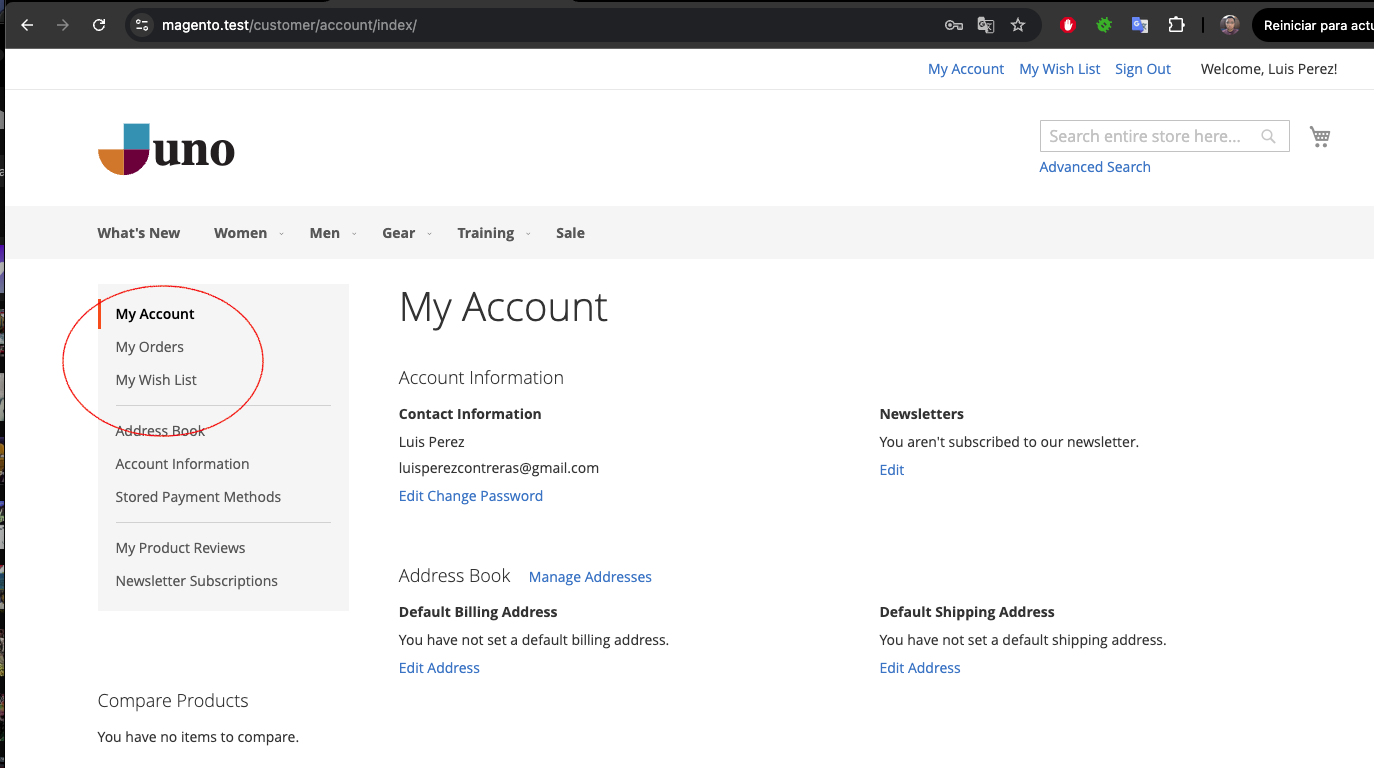 magento.test/customer/account/index/
Reiniciar para actu
My Account My Wish List Sign Out Welcome, Luis Perez!
uno
Search entire store here...
Advanced Search
What's New Women Men Gear Training Sale
My Account
My Orders
My Wish List
Address Book
Account Information
Stored Payment Methods
My Product Reviews
Newsletter Subscriptions
Compare Products
You have no items to compare.
My Account
Account Information
Contact Information
Luis Perez
luisperezcontreras@gmail.com
Edit Change Password
Newsletters
You aren't subscribed to our newsletter.
Edit
Address Book Manage Addresses
Default Billing Address
You have not set a default billing address.
Edit Address
Default Shipping Address
You have not set a default shipping address.
Edit Address